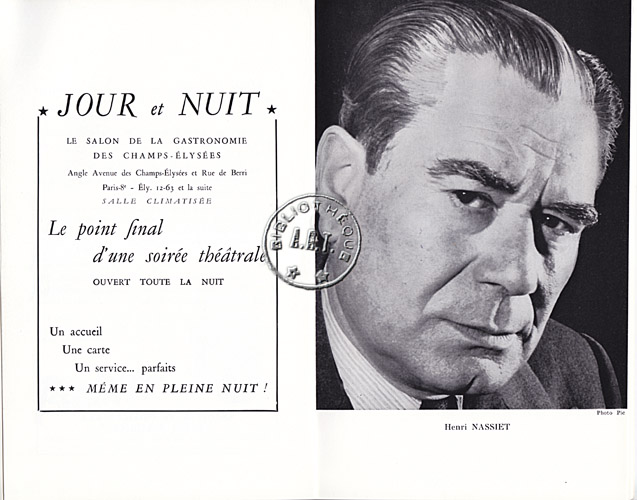 ★ JOUR et NUIT ★
LE SALON DE LA GASTRONOMIE
DES CHAMPS-ÉLYSÉES
Angle Avenue des Champs-Élysées et Rue de Berri
Paris-8ᵉ - Ély. 12-63 et la suite
SALLE CLIMATISÉE
Le point final
d'une soirée théâtrale
OUVERT TOUTE LA NUIT
Un accueil
Une carte
Un service... parfaits
★★★ MÉME EN PLEINE NUIT !
BIBLIOTHÈQUE
A.R.T.
Photo Pic
Henri NASSIET